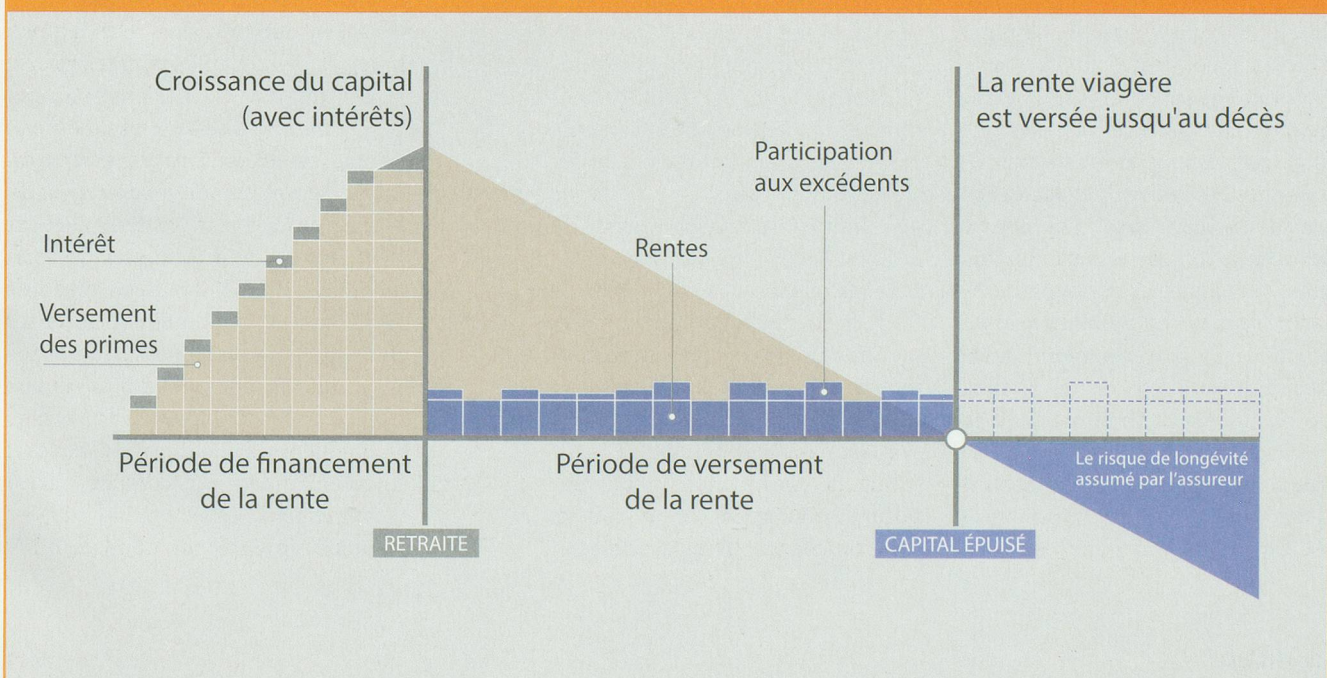 Croissance du capital
(avec intérêts)
La rente viagère
est versée jusqu'au décès
Participation
aux excédents
Rentes
Intérêt
Versement
des primes
Période de financement
de la rente
Période de versement
de la rente
Le risque de longévité
assumé par l'assureur
RETRAITE
CAPITAL ÉPUISÉ